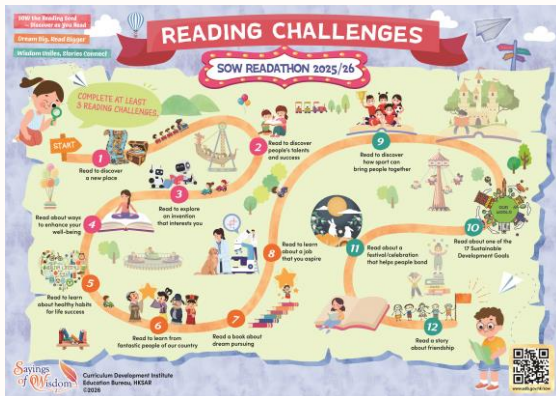 SOW the Reading Seed
– Discover as You Read
Dream Big, Read Bigger
Wisdom Unites, Stories Connect
READING CHALLENGES
SOW READATHON 2025/26
COMPLETE AT LEAST
5 READING CHALLENGES.
START
1
Read to discover
a new place
2
Read to discover
people's talents
and success
3
Read to explore
an invention
that interests you
4
Read about ways
to enhance your
well-being
5
Read to learn
about healthy habits
for life success
6
Read to learn from
fantastic people of our country
7
Read a book about
dream pursuing
8
Read to learn
about a job
that you aspire
9
Read to discover
how sport can
bring people together
OUR
WORLD
10
Read about one of the
17 Sustainable
Development Goals
11
Read about a
festival/celebration
that helps people bond
12
Read a story
about friendship
Sayings
of Wisdom
Curriculum Development Institute
Education Bureau, HKSAR
©2025